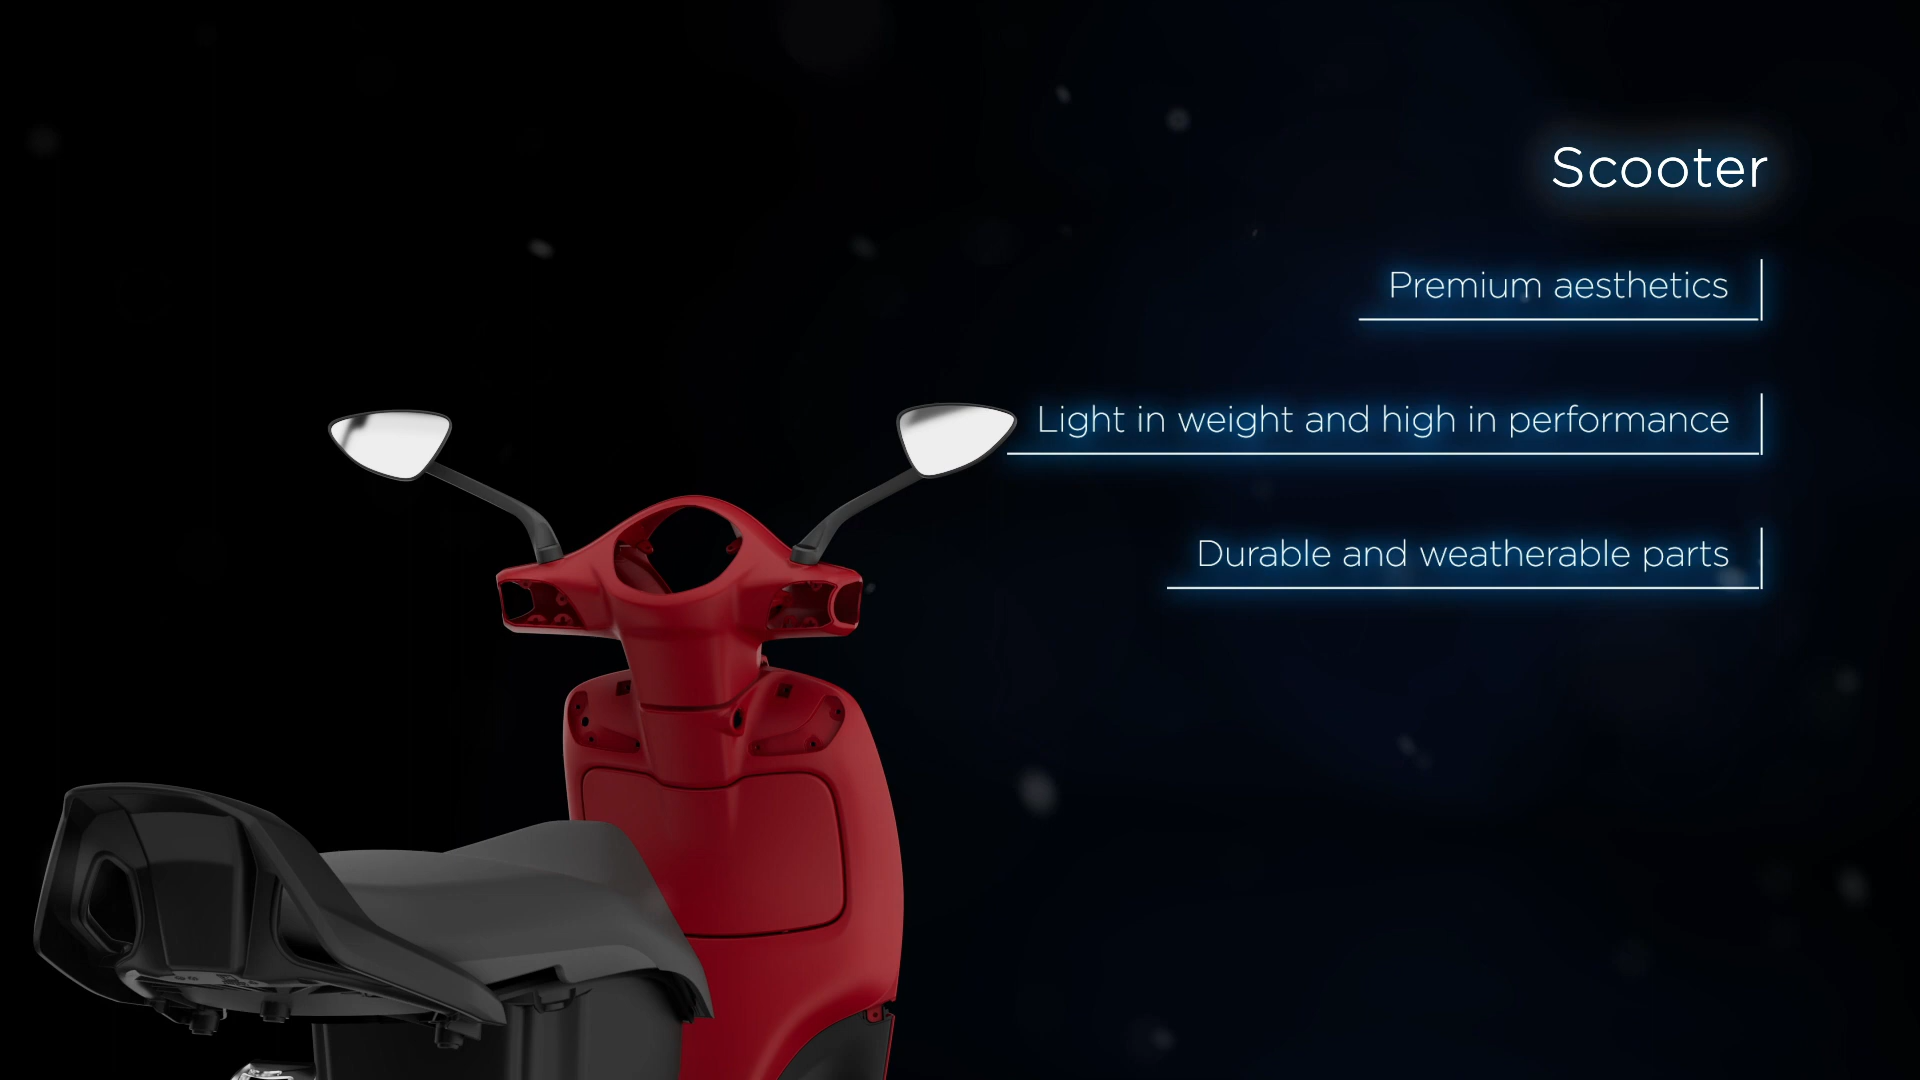 Scooter
Premium aesthetics
Light in weight and high in performance
Durable and weatherable parts